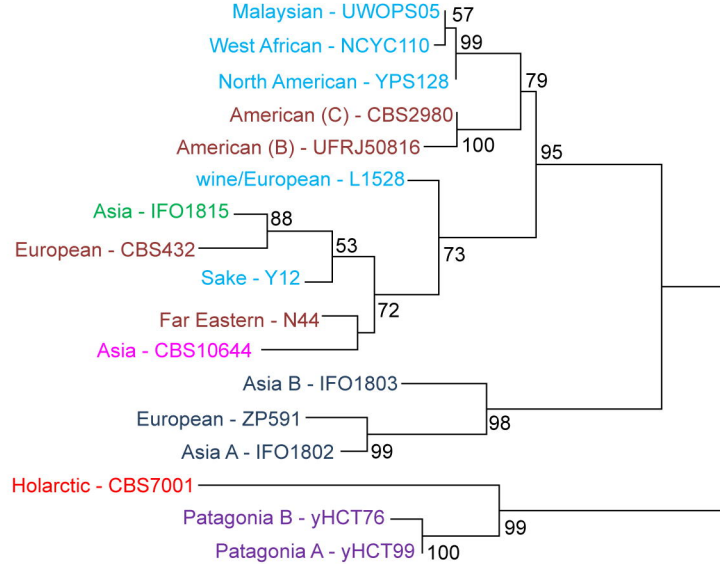 Malaysian - UWOPS05
57
West African - NCYC110
99
North American - YPS128
79
American (C) - CBS2980
American (B) - UFRJ50816
100
95
wine/European - L1528
Asia - IFO1815
88
European - CBS432
53
73
Sake - Y12
72
Far Eastern - N44
Asia - CBS10644
Asia B - IFO1803
European - ZP591
98
Asia A - IFO1802
99
Holarctic - CBS7001
Patagonia B - yHCT76
99
Patagonia A - yHCT99
100